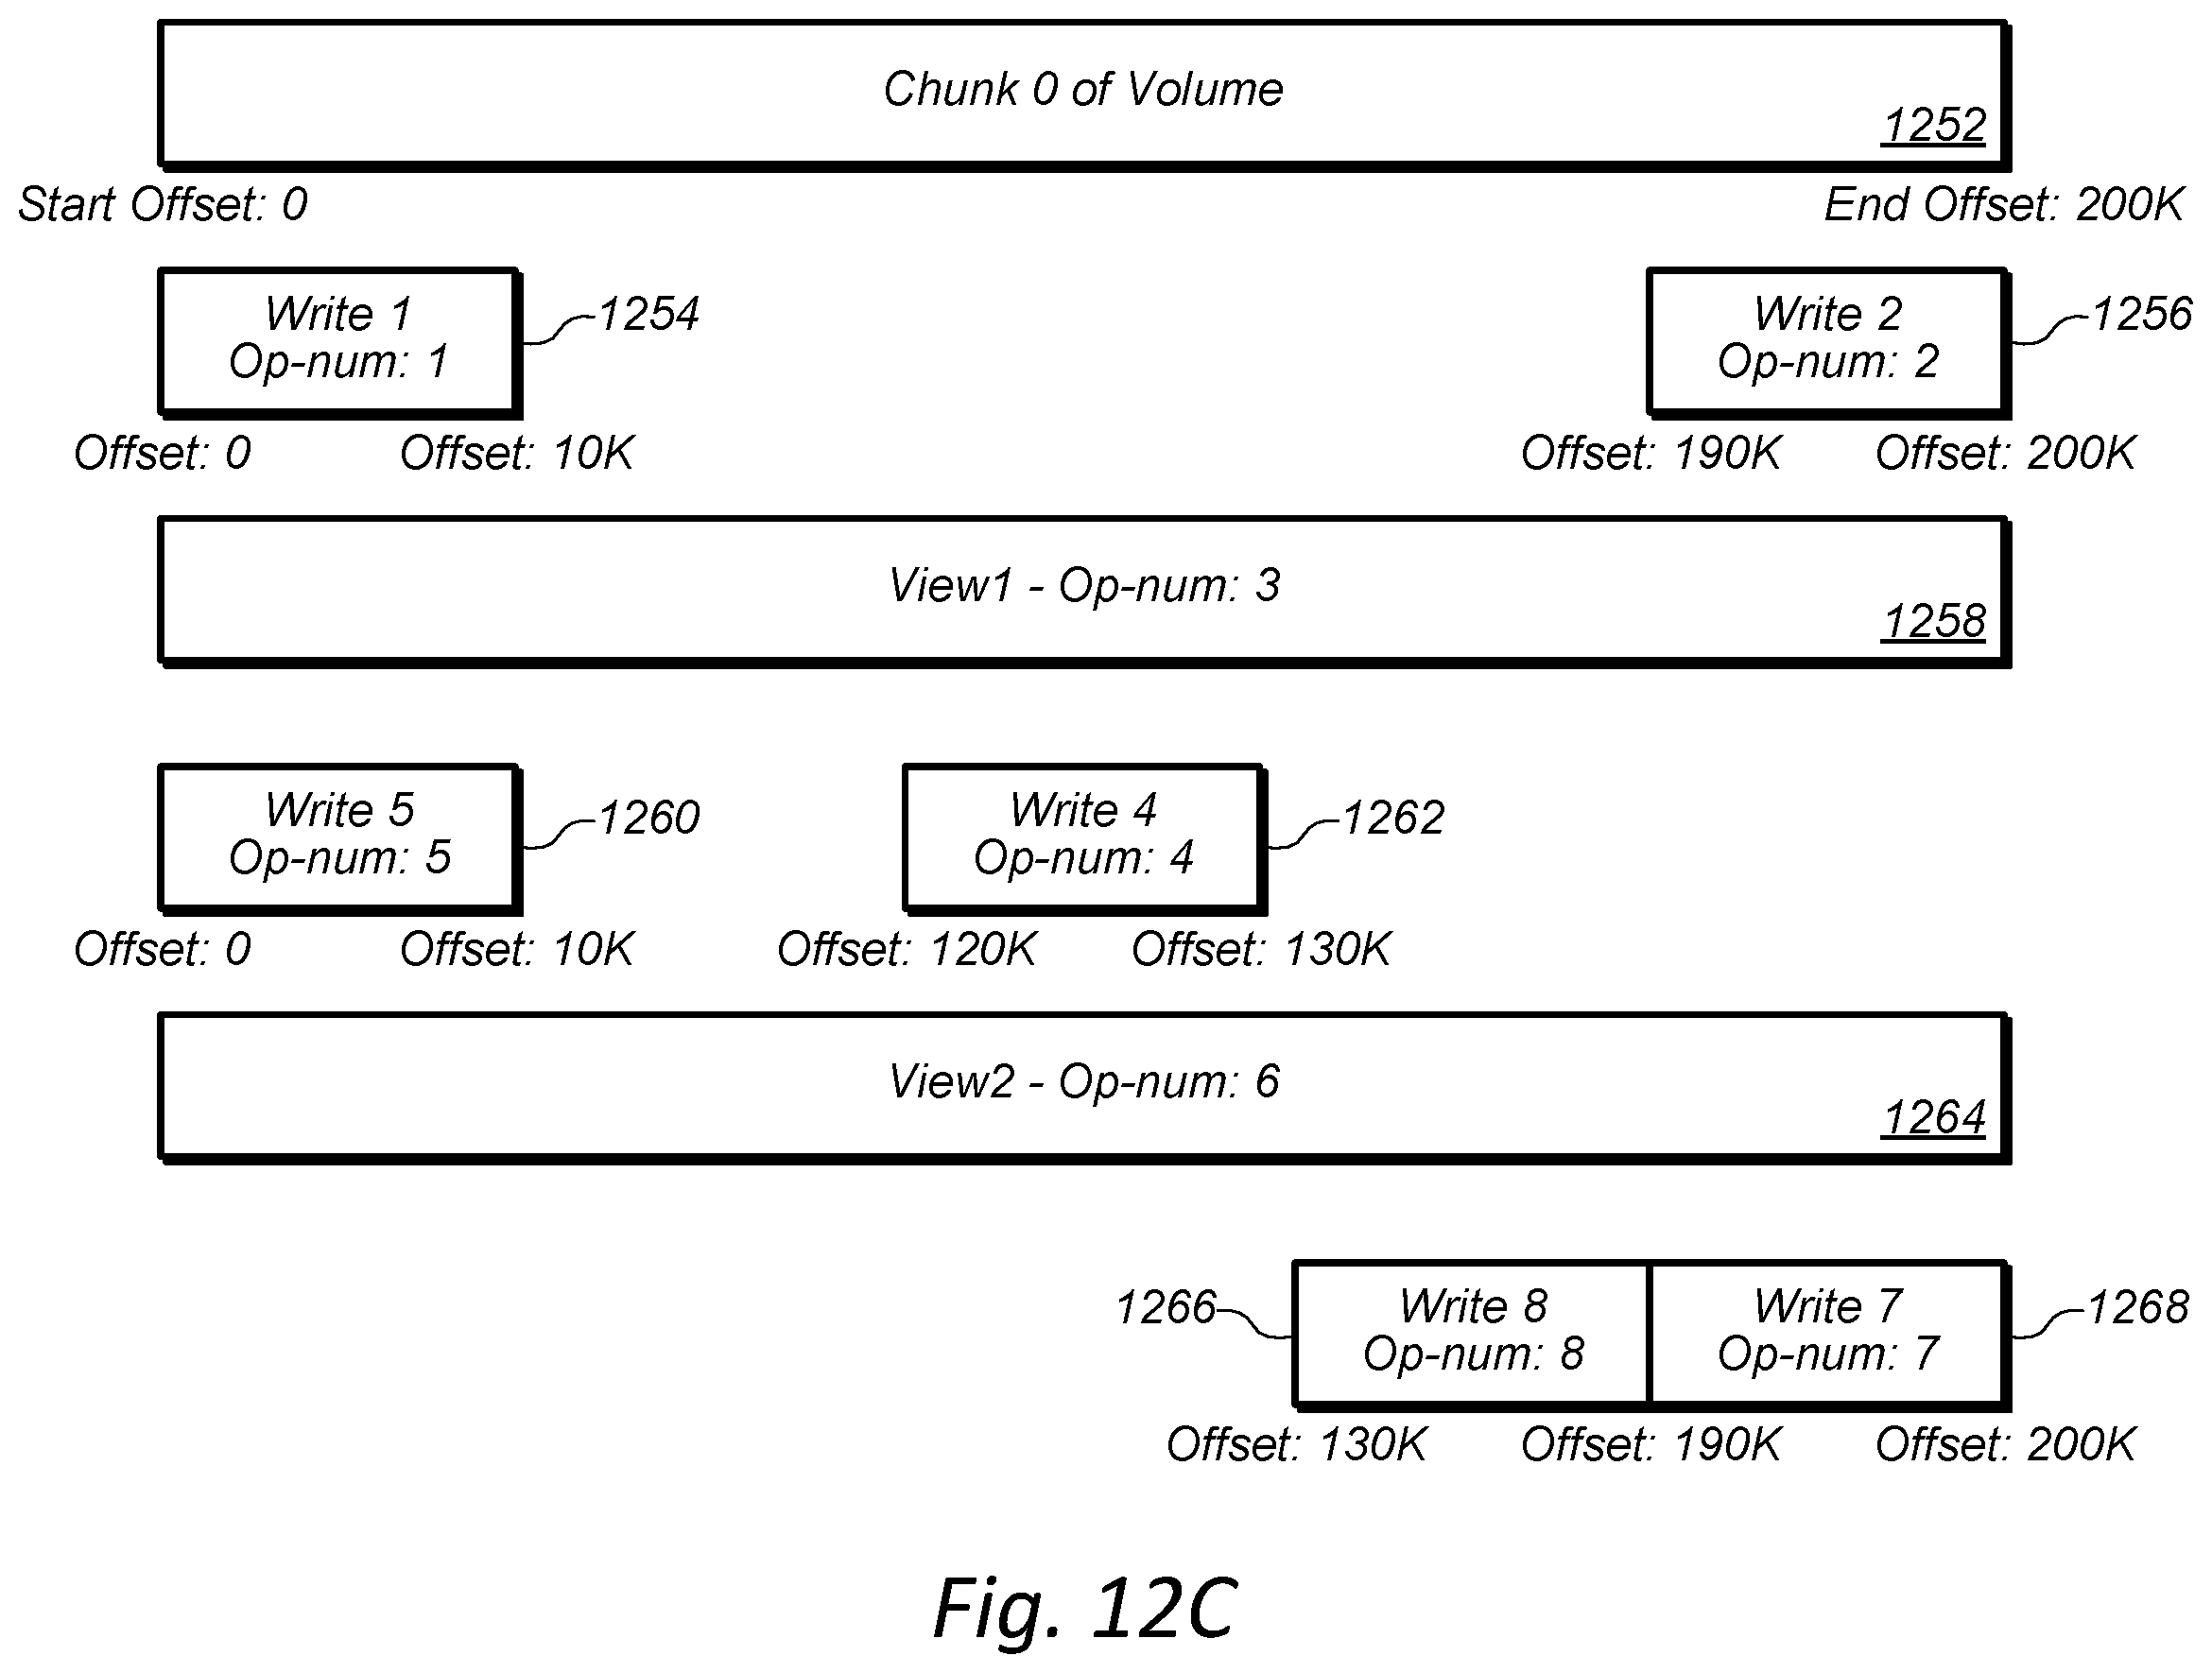 Chunk 0 of Volume
1252
Start Offset: 0
End Offset: 200K
Write 1
Op-num: 1
1254
Write 2
Op-num: 2
1256
Offset: 0
Offset: 10K
Offset: 190K
Offset: 200K
View1 - Op-num: 3
1258
Write 5
Op-num: 5
1260
Write 4
Op-num: 4
1262
Offset: 0
Offset: 10K
Offset: 120K
Offset: 130K
View2 - Op-num: 6
1264
1266
Write 8
Op-num: 8
Write 7
Op-num: 7
1268
Offset: 130K
Offset: 190K
Offset: 200K
Fig. 12C